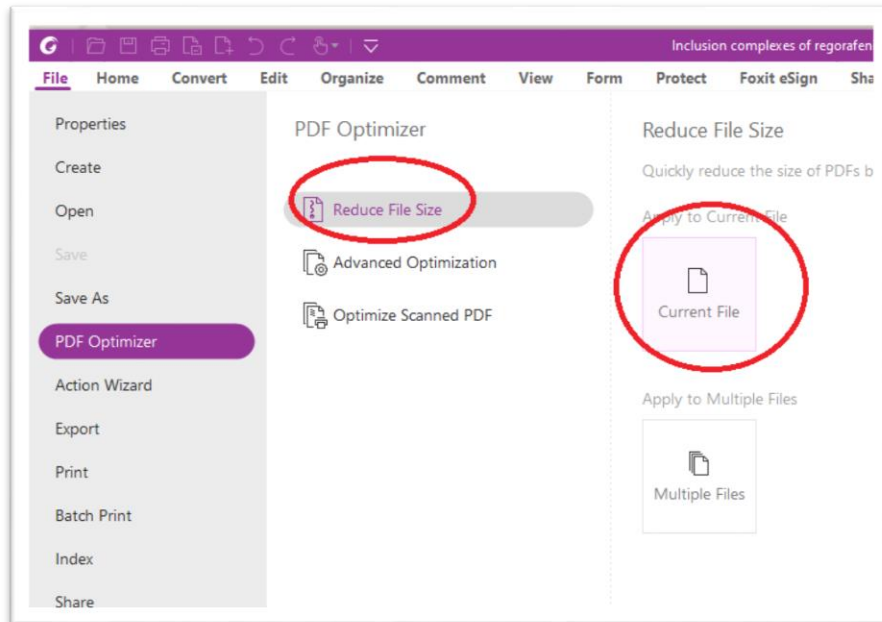 Inclusion complexes of
File Home Convert Edit Organize Comment View Form Protect Foxit eSign
Properties
Create
Open
Save
Save As
PDF Optimizer
Action Wizard
Export
Print
Batch Print
Index
Share
PDF Optimizer
Reduce File Size
Advanced Optimization
Optimize Scanned PDF
Reduce File Size
Quickly reduce the size of PDFs
Apply to Current File
Current File
Apply to Multiple Files
Multiple Files